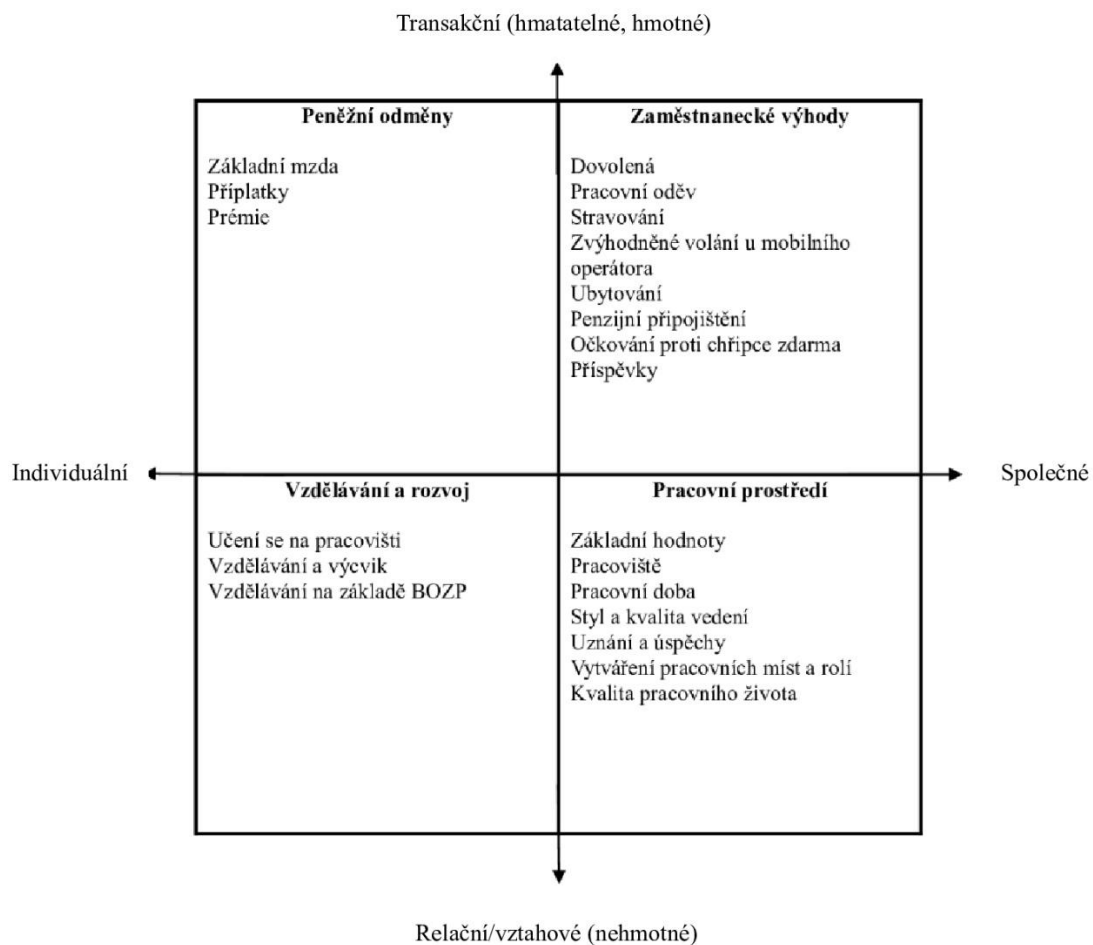 Transakční (hmatatelné, hmotné)
Peněžní odměny
Základní mzda
Příplatky
Prémie
Zaměstnanecké výhody
Dovolená
Pracovní oděv
Stravování
Zvýhodněné volání u mobilního
operátora
Ubytování
Penzijní připojištění
Očkování proti chřipce zdarma
Příspěvky
Individuální
Společné
Vzdělávání a rozvoj
Učení se na pracovišti
Vzdělávání a výcvik
Vzdělávání na základě BOZP
Pracovní prostředí
Základní hodnoty
Pracoviště
Pracovní doba
Styl a kvalita vedení
Uznání a úspěchy
Vytváření pracovních míst a rolí
Kvalita pracovního života
Relační/vztahové (nehmotné)